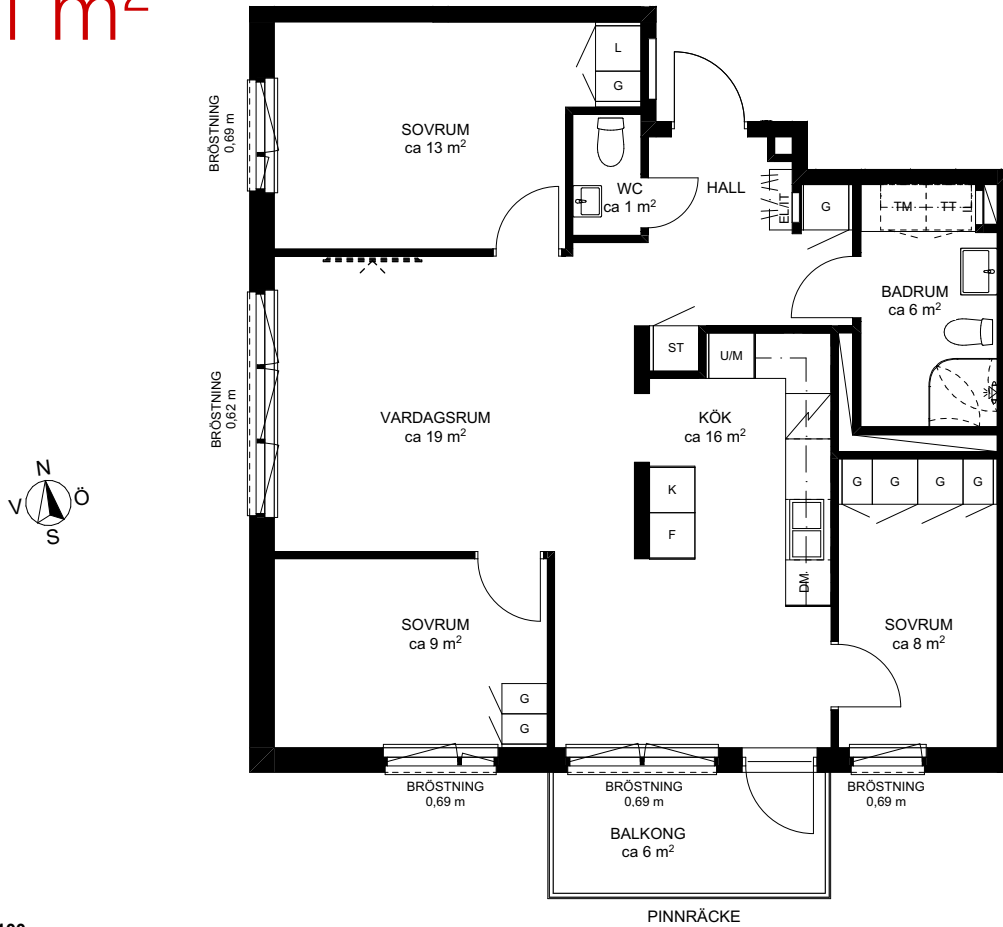 1 m²
L
G
BRÖSTNING
0,69 m
SOVRUM
ca 13 m²
WC
ca 1 m²
HALL
EL/IT
G
TM
TT
BADRUM
ca 6 m²
ST
U/M
BRÖSTNING
0,62 m
VARDAGSRUM
ca 19 m²
KÖK
ca 16 m²
N
V
Ö
S
K
F
G
G
G
G
DM
SOVRUM
ca 9 m²
SOVRUM
ca 8 m²
G
G
BRÖSTNING
0,69 m
BRÖSTNING
0,69 m
BRÖSTNING
0,69 m
BALKONG
ca 6 m²
PINNRÄCKE